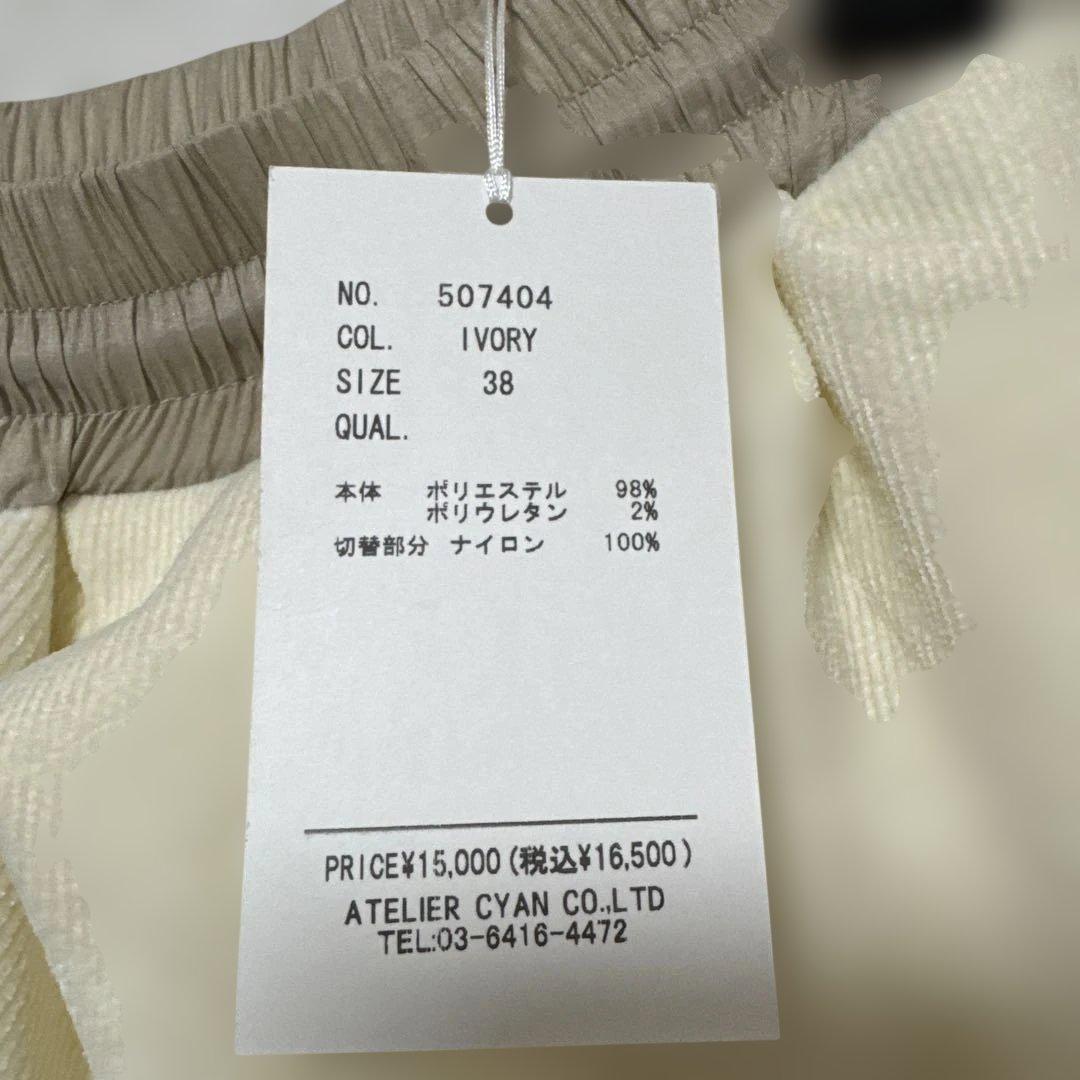 NO. 507404
COL. IVORY
SIZE 38
QUAL.
本体 ポリエステル 98%
ポリウレタン 2%
切替部分 ナイロン 100%
PRICE¥15,000(税込¥16,500)
ATELIER CYAN CO.,LTD
TEL:03-6416-4472